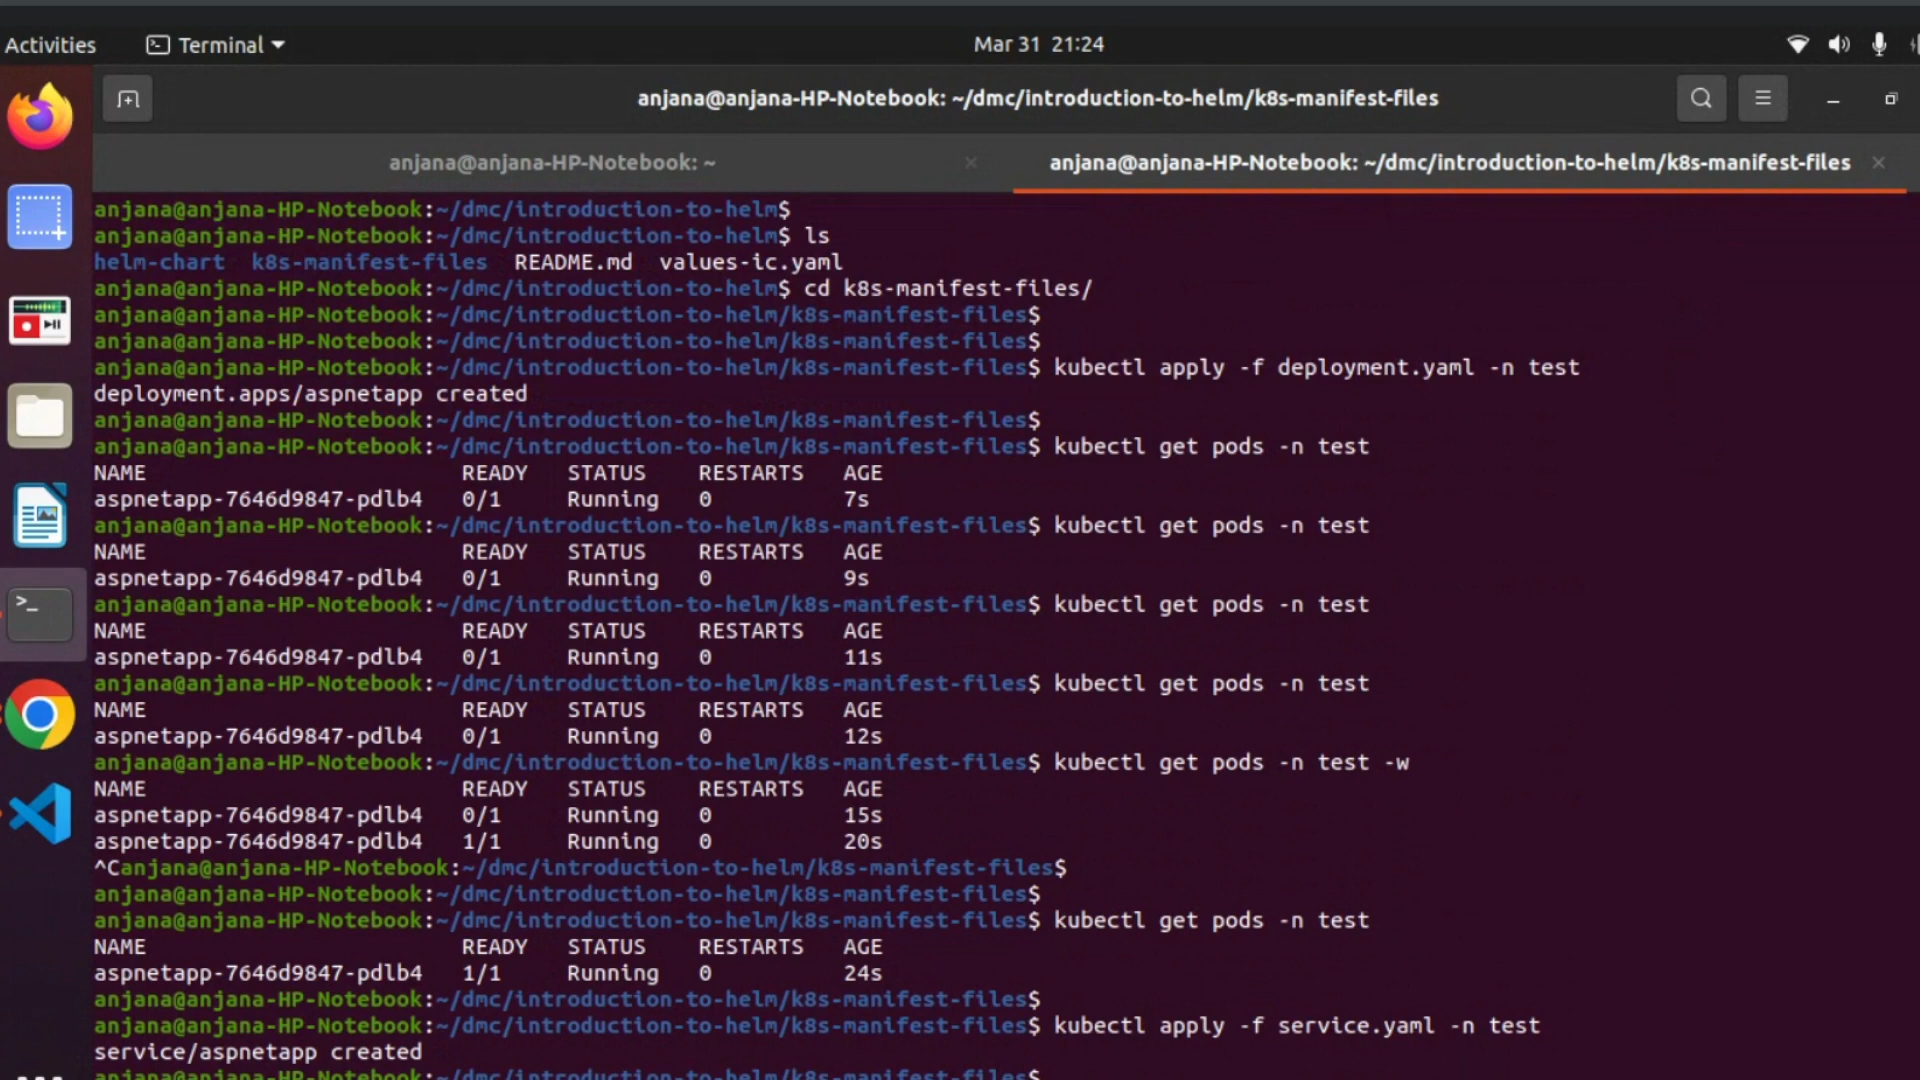 Activities Terminal Mar 31 21:24
anjana@anjana-HP-Notebook: ~/dmc/introduction-to-helm/k8s-manifest-files
anjana@anjana-HP-Notebook: ~ anjana@anjana-HP-Notebook: ~/dmc/introduction-to-helm/k8s-manifest-files
anjana@anjana-HP-Notebook:~/dmc/introduction-to-helm$
anjana@anjana-HP-Notebook:~/dmc/introduction-to-helm$ ls
helm-chart k8s-manifest-files README.md values-ic.yaml
anjana@anjana-HP-Notebook:~/dmc/introduction-to-helm$ cd k8s-manifest-files/
anjana@anjana-HP-Notebook:~/dmc/introduction-to-helm/k8s-manifest-files$
anjana@anjana-HP-Notebook:~/dmc/introduction-to-helm/k8s-manifest-files$
anjana@anjana-HP-Notebook:~/dmc/introduction-to-helm/k8s-manifest-files$ kubectl apply -f deployment.yaml -n test
deployment.apps/aspnetapp created
anjana@anjana-HP-Notebook:~/dmc/introduction-to-helm/k8s-manifest-files$
anjana@anjana-HP-Notebook:~/dmc/introduction-to-helm/k8s-manifest-files$ kubectl get pods -n test
NAME READY STATUS RESTARTS AGE
aspnetapp-7646d9847-pdlb4 0/1 Running 0 7s
anjana@anjana-HP-Notebook:~/dmc/introduction-to-helm/k8s-manifest-files$ kubectl get pods -n test
NAME READY STATUS RESTARTS AGE
aspnetapp-7646d9847-pdlb4 0/1 Running 0 9s
anjana@anjana-HP-Notebook:~/dmc/introduction-to-helm/k8s-manifest-files$ kubectl get pods -n test
NAME READY STATUS RESTARTS AGE
aspnetapp-7646d9847-pdlb4 0/1 Running 0 11s
anjana@anjana-HP-Notebook:~/dmc/introduction-to-helm/k8s-manifest-files$ kubectl get pods -n test
NAME READY STATUS RESTARTS AGE
aspnetapp-7646d9847-pdlb4 0/1 Running 0 12s
anjana@anjana-HP-Notebook:~/dmc/introduction-to-helm/k8s-manifest-files$ kubectl get pods -n test -w
NAME READY STATUS RESTARTS AGE
aspnetapp-7646d9847-pdlb4 0/1 Running 0 15s
aspnetapp-7646d9847-pdlb4 1/1 Running 0 20s
^Canjana@anjana-HP-Notebook:~/dmc/introduction-to-helm/k8s-manifest-files$
anjana@anjana-HP-Notebook:~/dmc/introduction-to-helm/k8s-manifest-files$
anjana@anjana-HP-Notebook:~/dmc/introduction-to-helm/k8s-manifest-files$ kubectl get pods -n test
NAME READY STATUS RESTARTS AGE
aspnetapp-7646d9847-pdlb4 1/1 Running 0 24s
anjana@anjana-HP-Notebook:~/dmc/introduction-to-helm/k8s-manifest-files$
anjana@anjana-HP-Notebook:~/dmc/introduction-to-helm/k8s-manifest-files$ kubectl apply -f service.yaml -n test
service/aspnetapp created
anjana@anjana-HP-Notebook:~/dmc/introduction-to-helm/k8s-manifest-files$